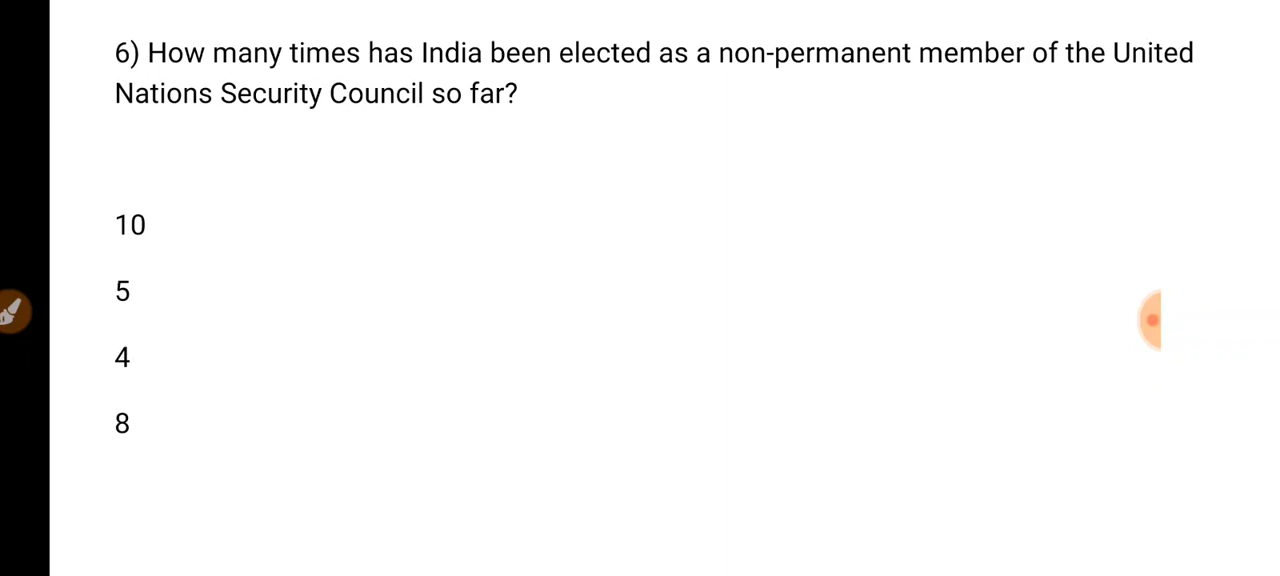 6) How many times has India been elected as a non-permanent member of the United
Nations Security Council so far?
10
5
4
8